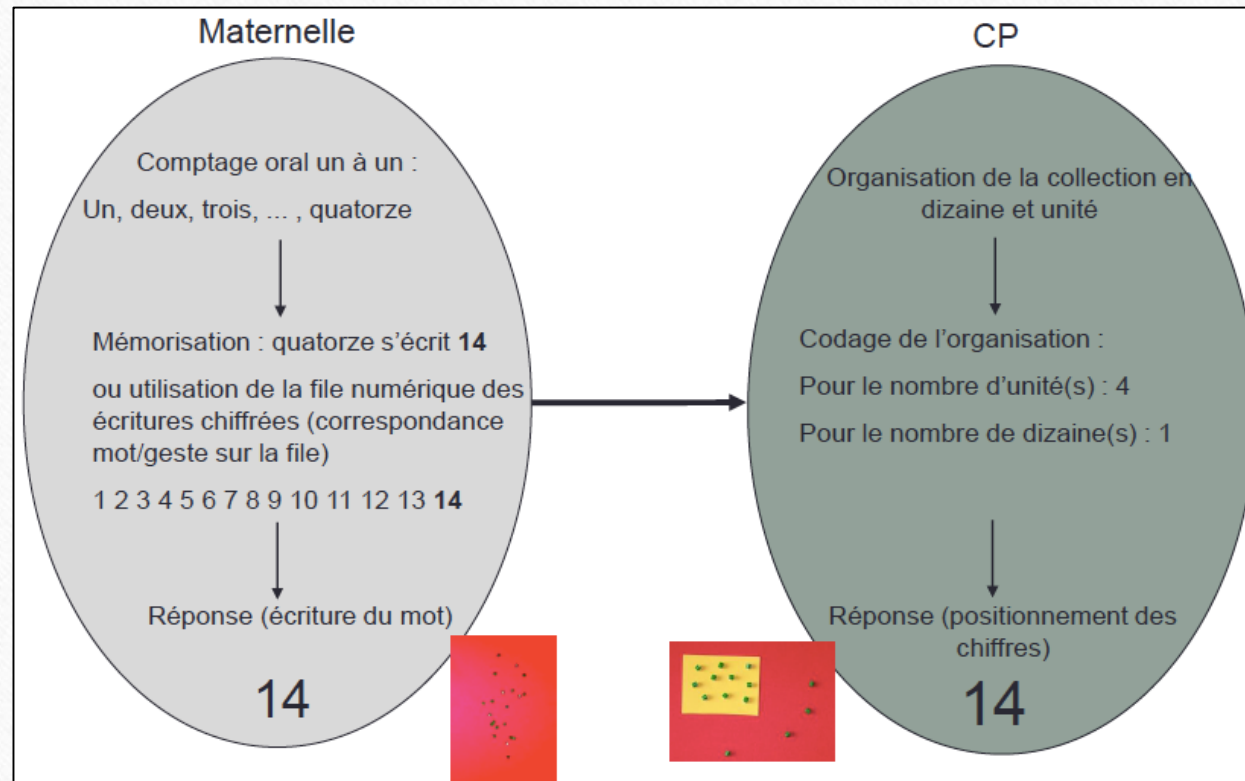 Maternelle
Comptage oral un à un :
Un, deux, trois, ... , quatorze
Mémorisation : quatorze s'écrit 14
ou utilisation de la file numérique des
écritures chiffrées (correspondance
mot/geste sur la file)
1 2 3 4 5 6 7 8 9 10 11 12 13 14
Réponse (écriture du mot)
14
CP
Organisation de la collection en
dizaine et unité
Codage de l'organisation :
Pour le nombre d'unité(s) : 4
Pour le nombre de dizaine(s) : 1
Réponse (positionnement des
chiffres)
14